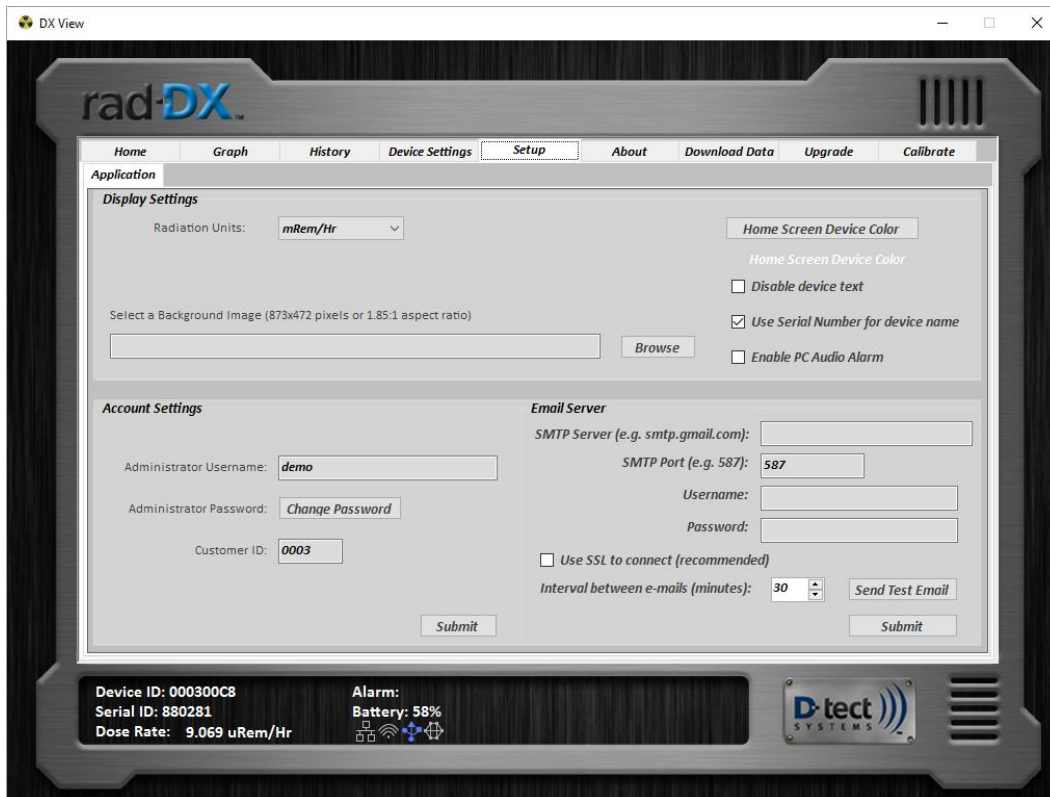 DX View
rad-DX™
Home Graph History Device Settings Setup About Download Data Upgrade Calibrate
Application
Display Settings
Radiation Units: mRem/Hr Home Screen Device Color
Home Screen Device Color
Disable device text
Select a Background Image (873x472 pixels or 1.85:1 aspect ratio) Use Serial Number for device name
Browse
Enable PC Audio Alarm
Account Settings
Administrator Username: demo
Administrator Password: Change Password
Customer ID: 0003
Submit
Email Server
SMTP Server (e.g. smtp.gmail.com):
SMTP Port (e.g. 587): 587
Username:
Password:
Use SSL to connect (recommended)
Interval between e-mails (minutes): 30 Send Test Email
Submit
Device ID: 000300C8
Serial ID: 880281
Dose Rate: 9.069 uRem/Hr
Alarm:
Battery: 58%
D-tect
SYSTEMS